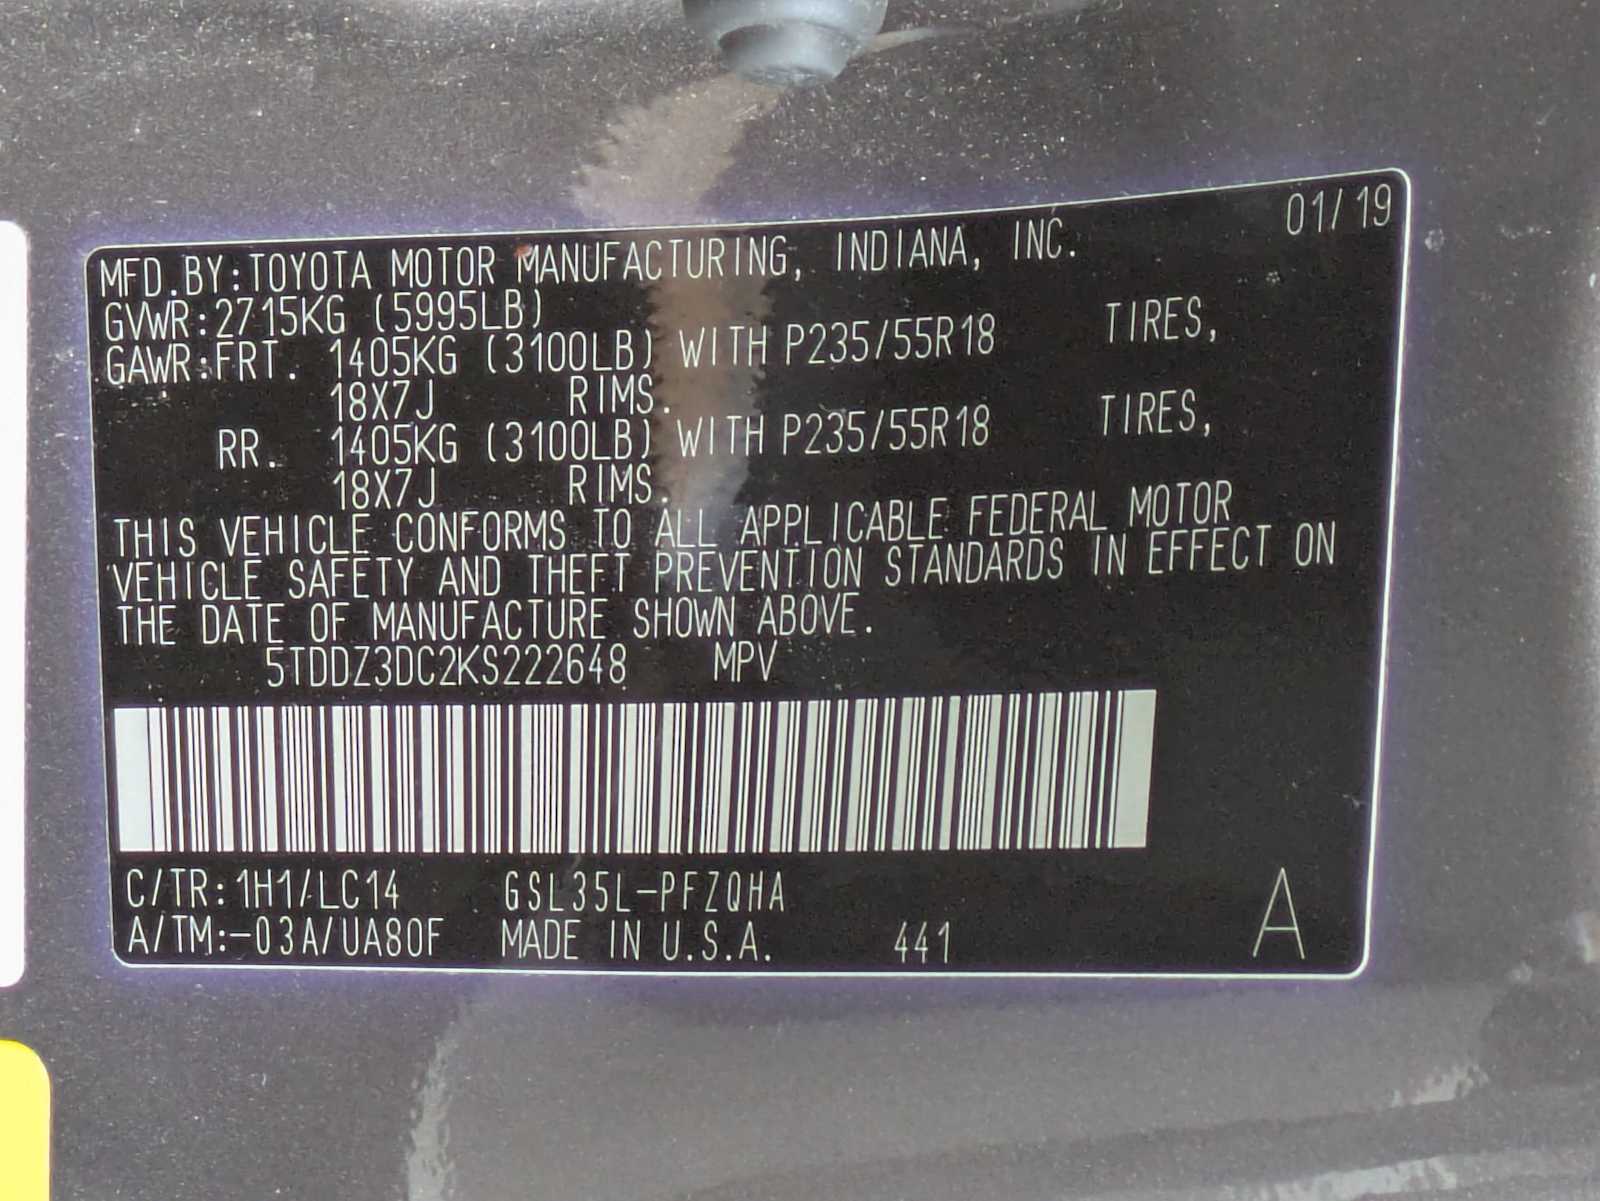 01/19
MFD.BY:TOYOTA MOTOR MANUFACTURING, INDIANA, INC.
GVWR:2715KG (5995LB)
GAWR:FRT. 1405KG (3100LB) WITH P235/55R18 TIRES,
18X7J RIMS.
RR. 1405KG (3100LB) WITH P235/55R18 TIRES,
18X7J RIMS.
THIS VEHICLE CONFORMS TO ALL APPLICABLE FEDERAL MOTOR
VEHICLE SAFETY AND THEFT PREVENTION STANDARDS IN EFFECT ON
THE DATE OF MANUFACTURE SHOWN ABOVE.
5TDDZ3DC2KS222648 MPV
C/TR:1H1/LC14 GSL35L-PFZQHA
A/TM:-03A/UA80F MADE IN U.S.A. 441 A